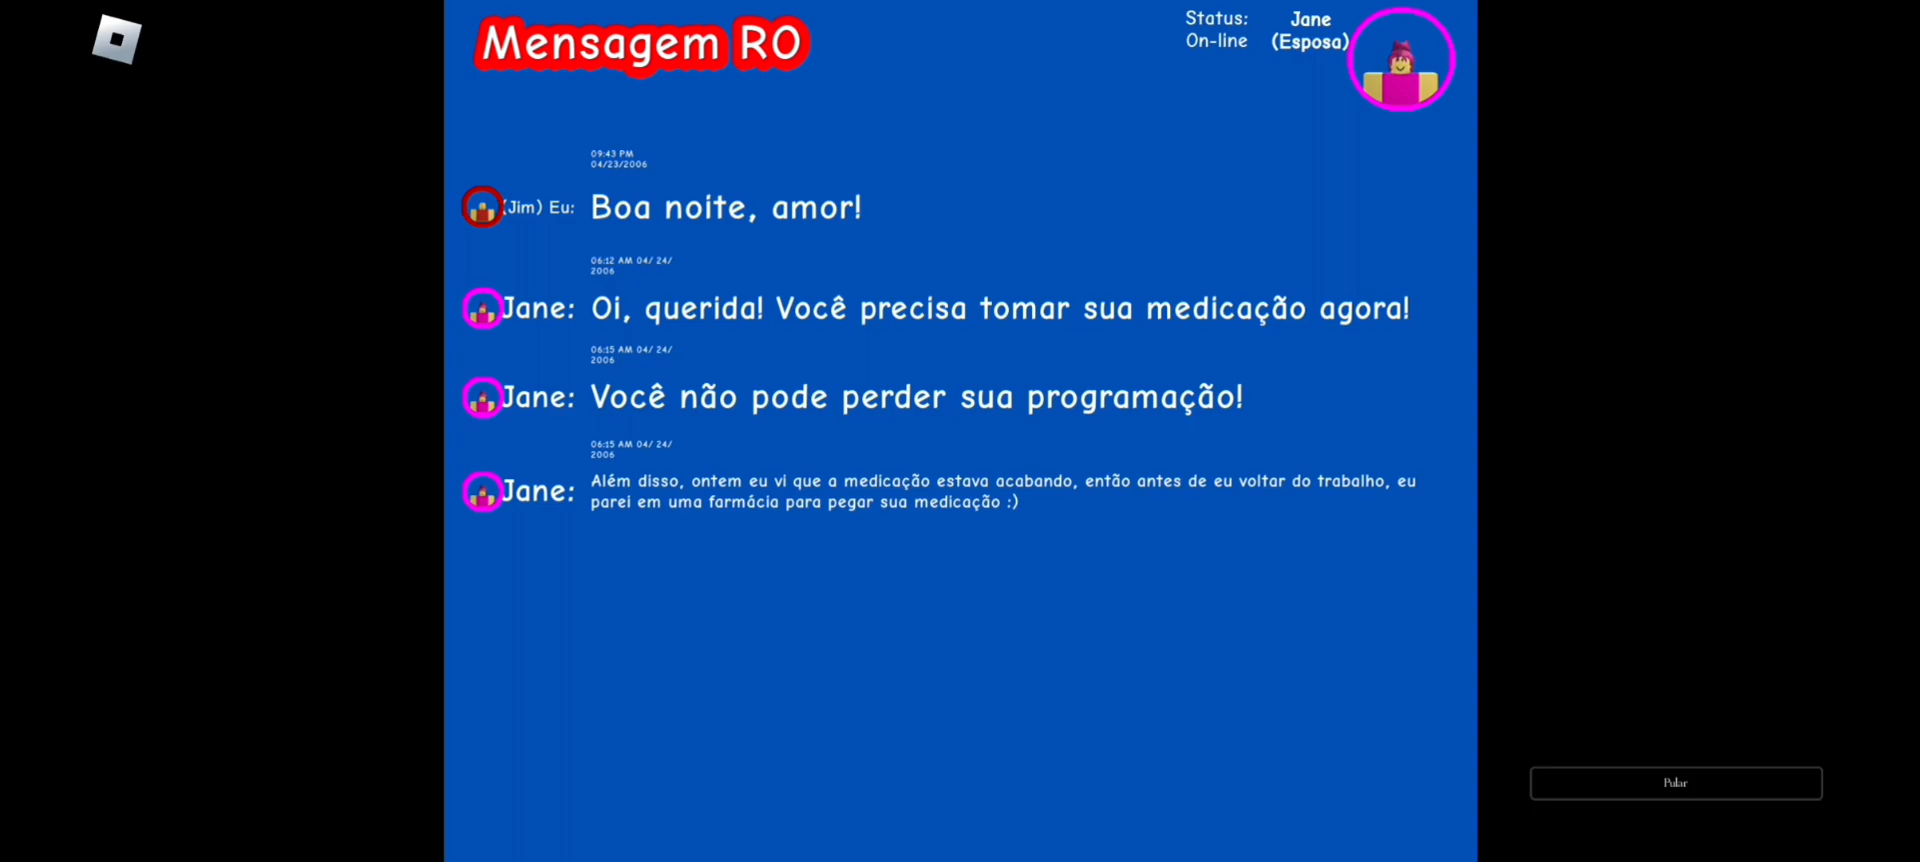 Mensagem RO
Status: Jane
On-line (Esposa)
09:43 PM
04/23/2006
(Jim) Eu: Boa noite, amor!
06:12 AM 04/ 24/
2006
Jane: Oi, querida! Você precisa tomar sua medicação agora!
06:15 AM 04/ 24/
2006
Jane: Você não pode perder sua programação!
06:15 AM 04/ 24/
2006
Jane: Além disso, ontem eu vi que a medicação estava acabando, então antes de eu voltar do trabalho, eu
parei em uma farmácia para pegar sua medicação :)
Pular